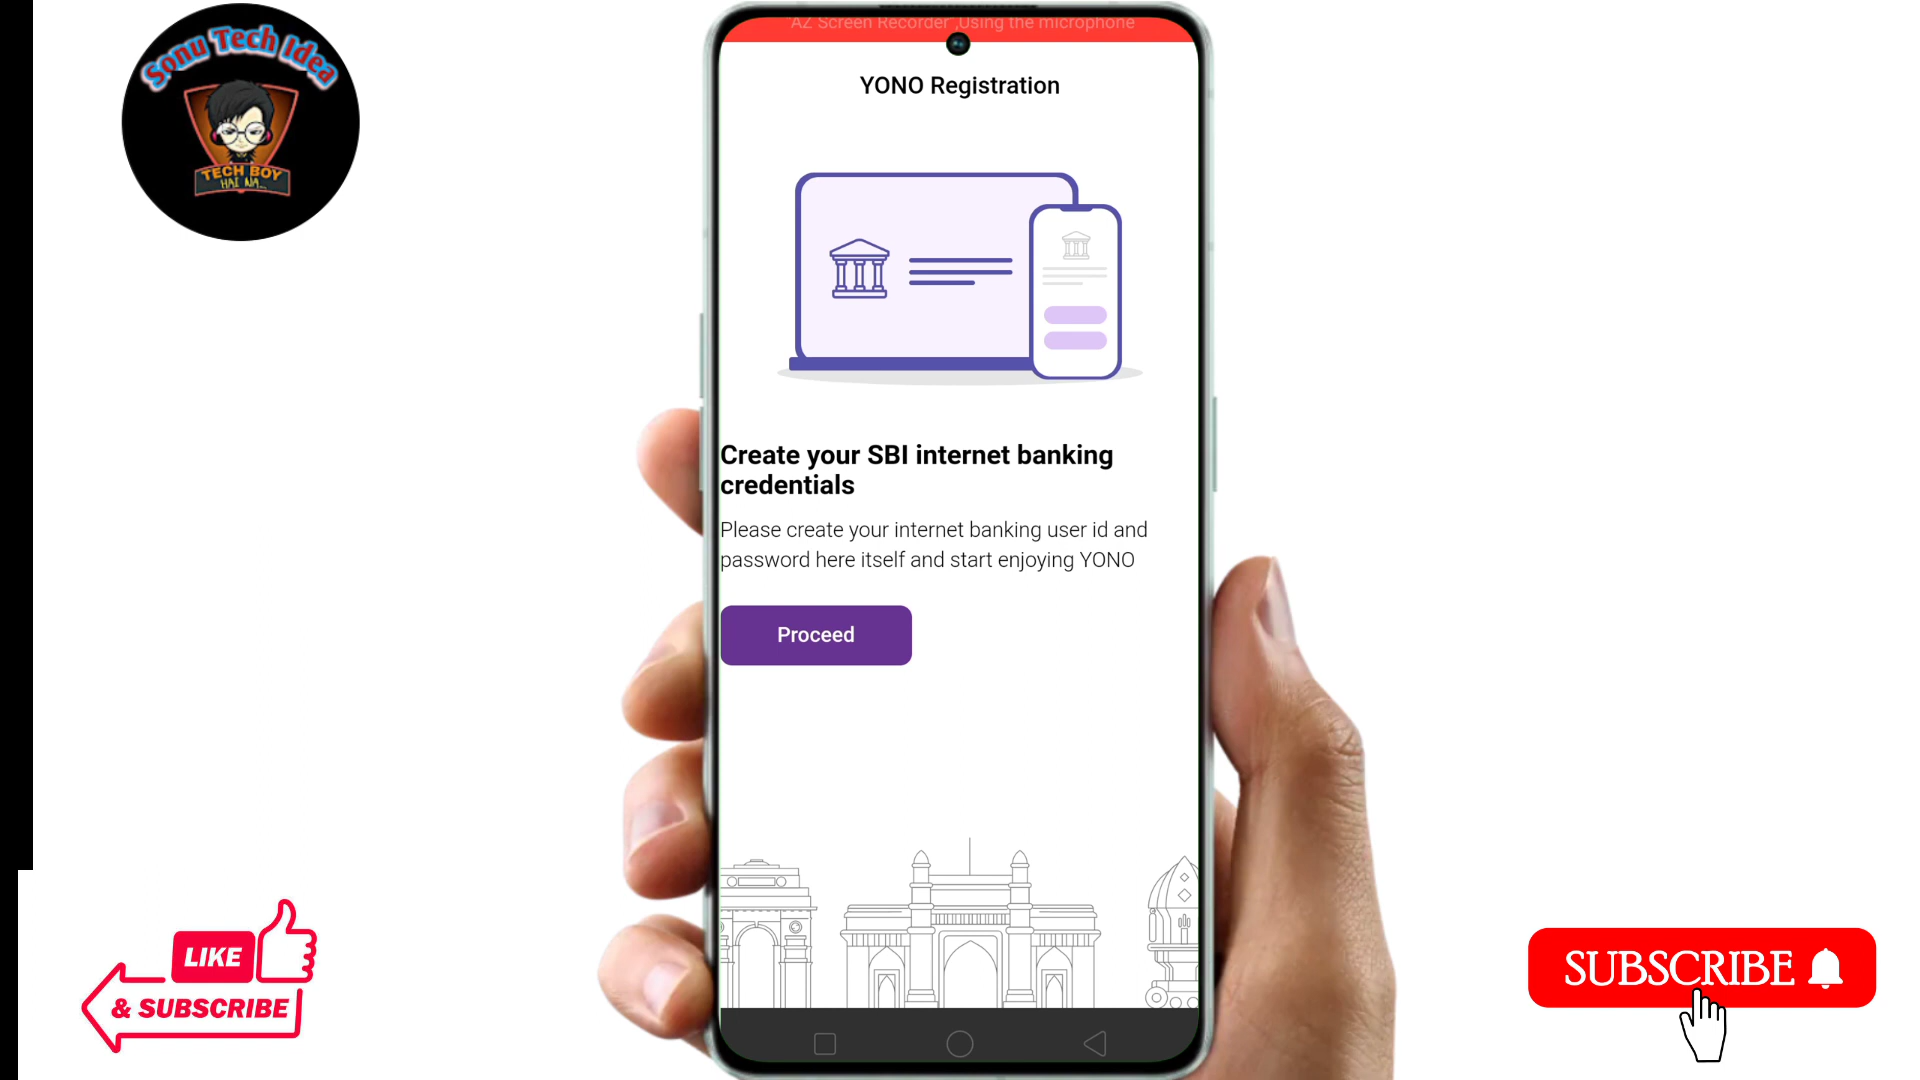 Sonu Tech Idea
TECH BOY
HAI NA...
"AZ Screen Recorder",Using the microphone
YONO Registration
Create your SBI internet banking
credentials
Please create your internet banking user id and
password here itself and start enjoying YONO
Proceed
LIKE
& SUBSCRIBE
SUBSCRIBE